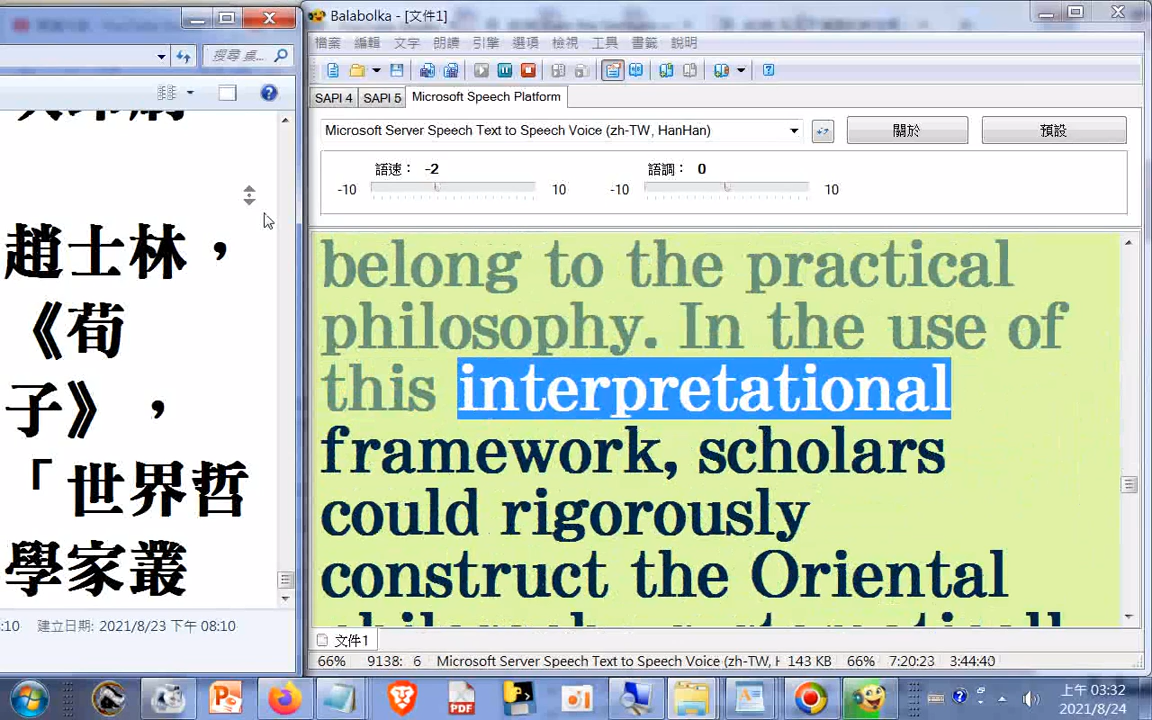 搜尋 桌...
趙士林，
《荀
子》，
「世界哲
學家叢
:10 建立日期: 2021/8/23 下午 08:10
Balabolka - [文件1]
檔案 編輯 文字 朗讀 引擎 選項 檢視 工具 書籤 說明
SAPI 4 SAPI 5 Microsoft Speech Platform
Microsoft Server Speech Text to Speech Voice (zh-TW, HanHan)
關於 預設
語速： -2 語調： 0
-10 10 -10 10
belong to the practical
philosophy. In the use of
this interpretational
framework, scholars
could rigorously
construct the Oriental
文件1
66% 9138: 6 Microsoft Server Speech Text to Speech Voice (zh-TW, H 143 KB 66% 7:20:23 3:44:40
PDF
上午 03:32
2021/8/24